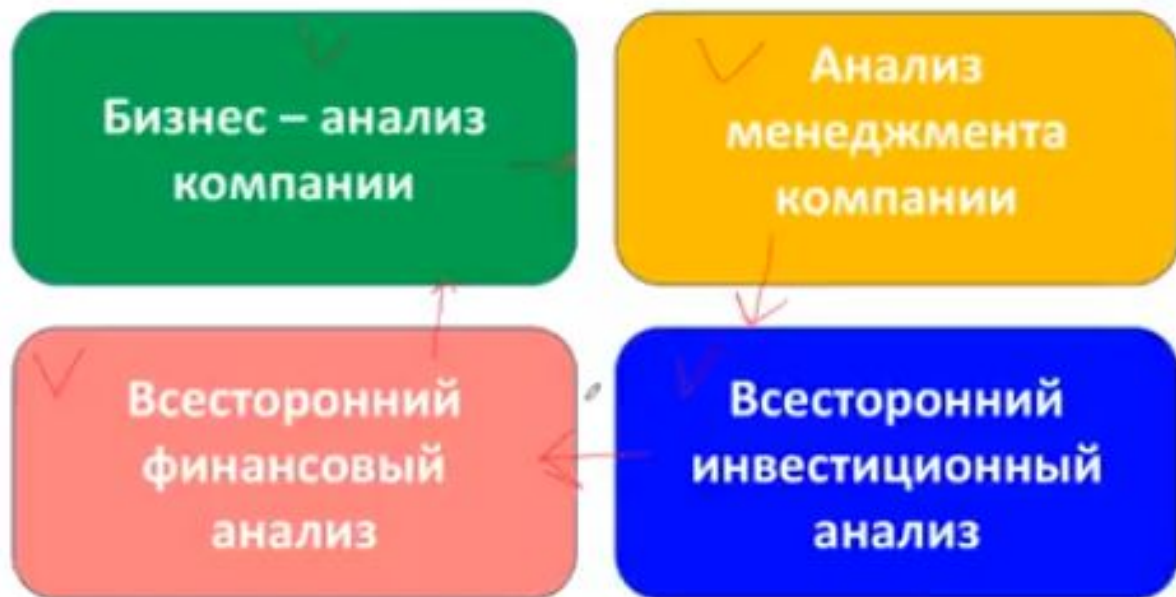 Бизнес – анализ
компании
Анализ
менеджмента
компании
Всесторонний
финансовый
анализ
Всесторонний
инвестиционный
анализ